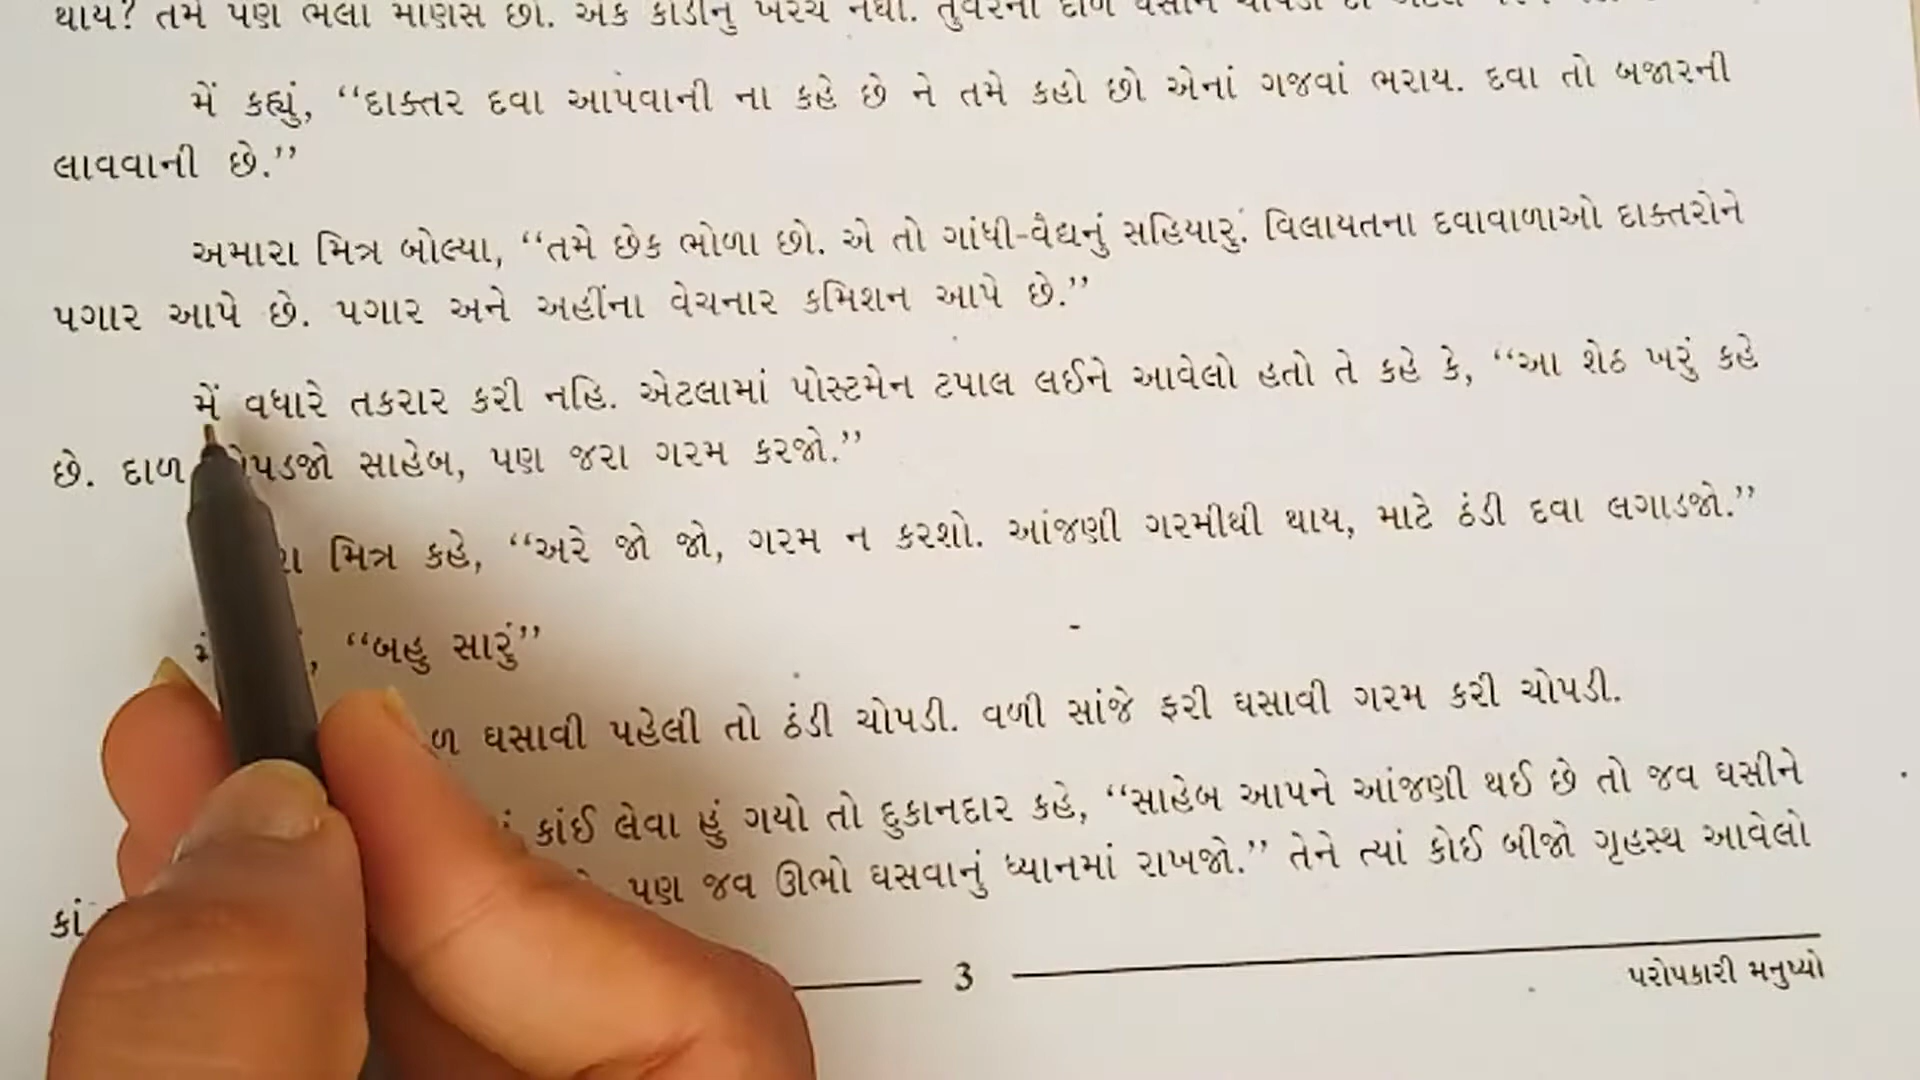 થાય? તમે પણ ભલા માણસ છો. એક કોડીનું ખરચ નથી. તુવરની દાળ
મેં કહ્યું, ‘‘દાક્તર દવા આપવાની ના કહે છે ને તમે કહો છો એનાં ગજવાં ભરાય. દવા તો બજારની
લાવવાની છે.’’
અમારા મિત્ર બોલ્યા, ‘‘તમે છેક ભોળા છો. એ તો ગાંધી-વૈદ્યનું સહિયારું. વિલાયતના દવાવાળાઓ દાક્તરોને
પગાર આપે છે. પગાર અને અહીંના વેચનાર કમિશન આપે છે.’’
મેં વધારે તકરાર કરી નહિ. એટલામાં પોસ્ટમેન ટપાલ લઈને આવેલો હતો તે કહે કે, ‘‘આ શેઠ ખરું કહે
છે. દાળ સાહેબ, પણ જરા ગરમ કરજો.’’
મિત્ર કહે, ‘‘અરે જો જો, ગરમ ન કરશો. આંજણી ગરમીથી થાય, માટે ઠંડી દવા લગાડજો.’’
‘‘બહુ સારું’’
ઘસાવી પહેલી તો ઠંડી ચોપડી. વળી સાંજે ફરી ઘસાવી ગરમ કરી ચોપડી.
કાંઈ લેવા હું ગયો તો દુકાનદાર કહે, ‘‘સાહેબ આપને આંજણી થઈ છે તો જવ ઘસીને
પણ જવ ઊભો ઘસવાનું ધ્યાનમાં રાખજો.’’ તેને ત્યાં કોઈ બીજો ગૃહસ્થ આવેલો
3
પરોપકારી મનુષ્યો